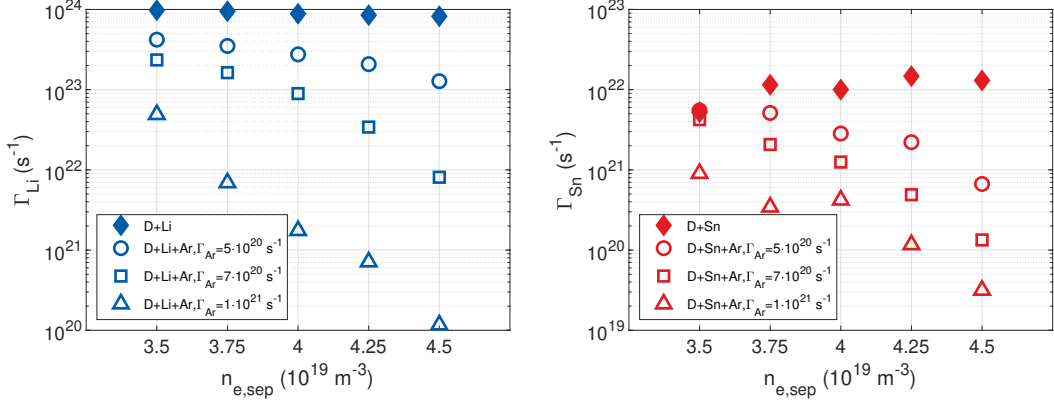 10^24
10^23
10^22
10^21
10^20
Γ_Li (s^-1)
D+Li
D+Li+Ar,Γ_Ar=5·10^20 s^-1
D+Li+Ar,Γ_Ar=7·10^20 s^-1
D+Li+Ar,Γ_Ar=1·10^21 s^-1
3.5 3.75 4 4.25 4.5
n_e,sep (10^19 m^-3)
10^23
10^22
10^21
10^20
10^19
Γ_Sn (s^-1)
D+Sn
D+Sn+Ar,Γ_Ar=5·10^20 s^-1
D+Sn+Ar,Γ_Ar=7·10^20 s^-1
D+Sn+Ar,Γ_Ar=1·10^21 s^-1
3.5 3.75 4 4.25 4.5
n_e,sep (10^19 m^-3)